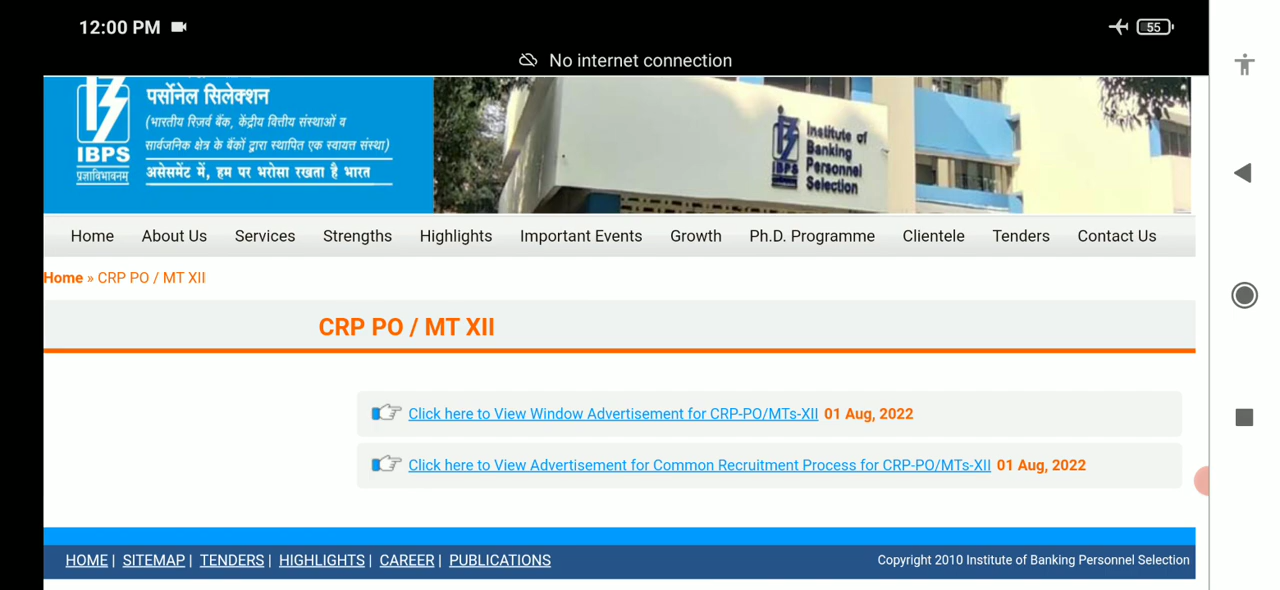 12:00 PM
55
No internet connection
पर्सोनेल सिलेक्शन
(भारतीय रिज़र्व बैंक, केंद्रीय वित्तीय संस्थाओं व
सार्वजनिक क्षेत्र के बैंकों द्वारा स्थापित एक स्वायत्त संस्था)
IBPS
प्रज्ञाविभावनम्
असेसमेंट में, हम पर भरोसा रखता है भारत
Institute of
Banking
Personnel
Selection
IBPS
Home About Us Services Strengths Highlights Important Events Growth Ph.D. Programme Clientele Tenders Contact Us
Home » CRP PO / MT XII
CRP PO / MT XII
Click here to View Window Advertisement for CRP-PO/MTs-XII 01 Aug, 2022
Click here to View Advertisement for Common Recruitment Process for CRP-PO/MTs-XII 01 Aug, 2022
HOME | SITEMAP | TENDERS | HIGHLIGHTS | CAREER | PUBLICATIONS
Copyright 2010 Institute of Banking Personnel Selection